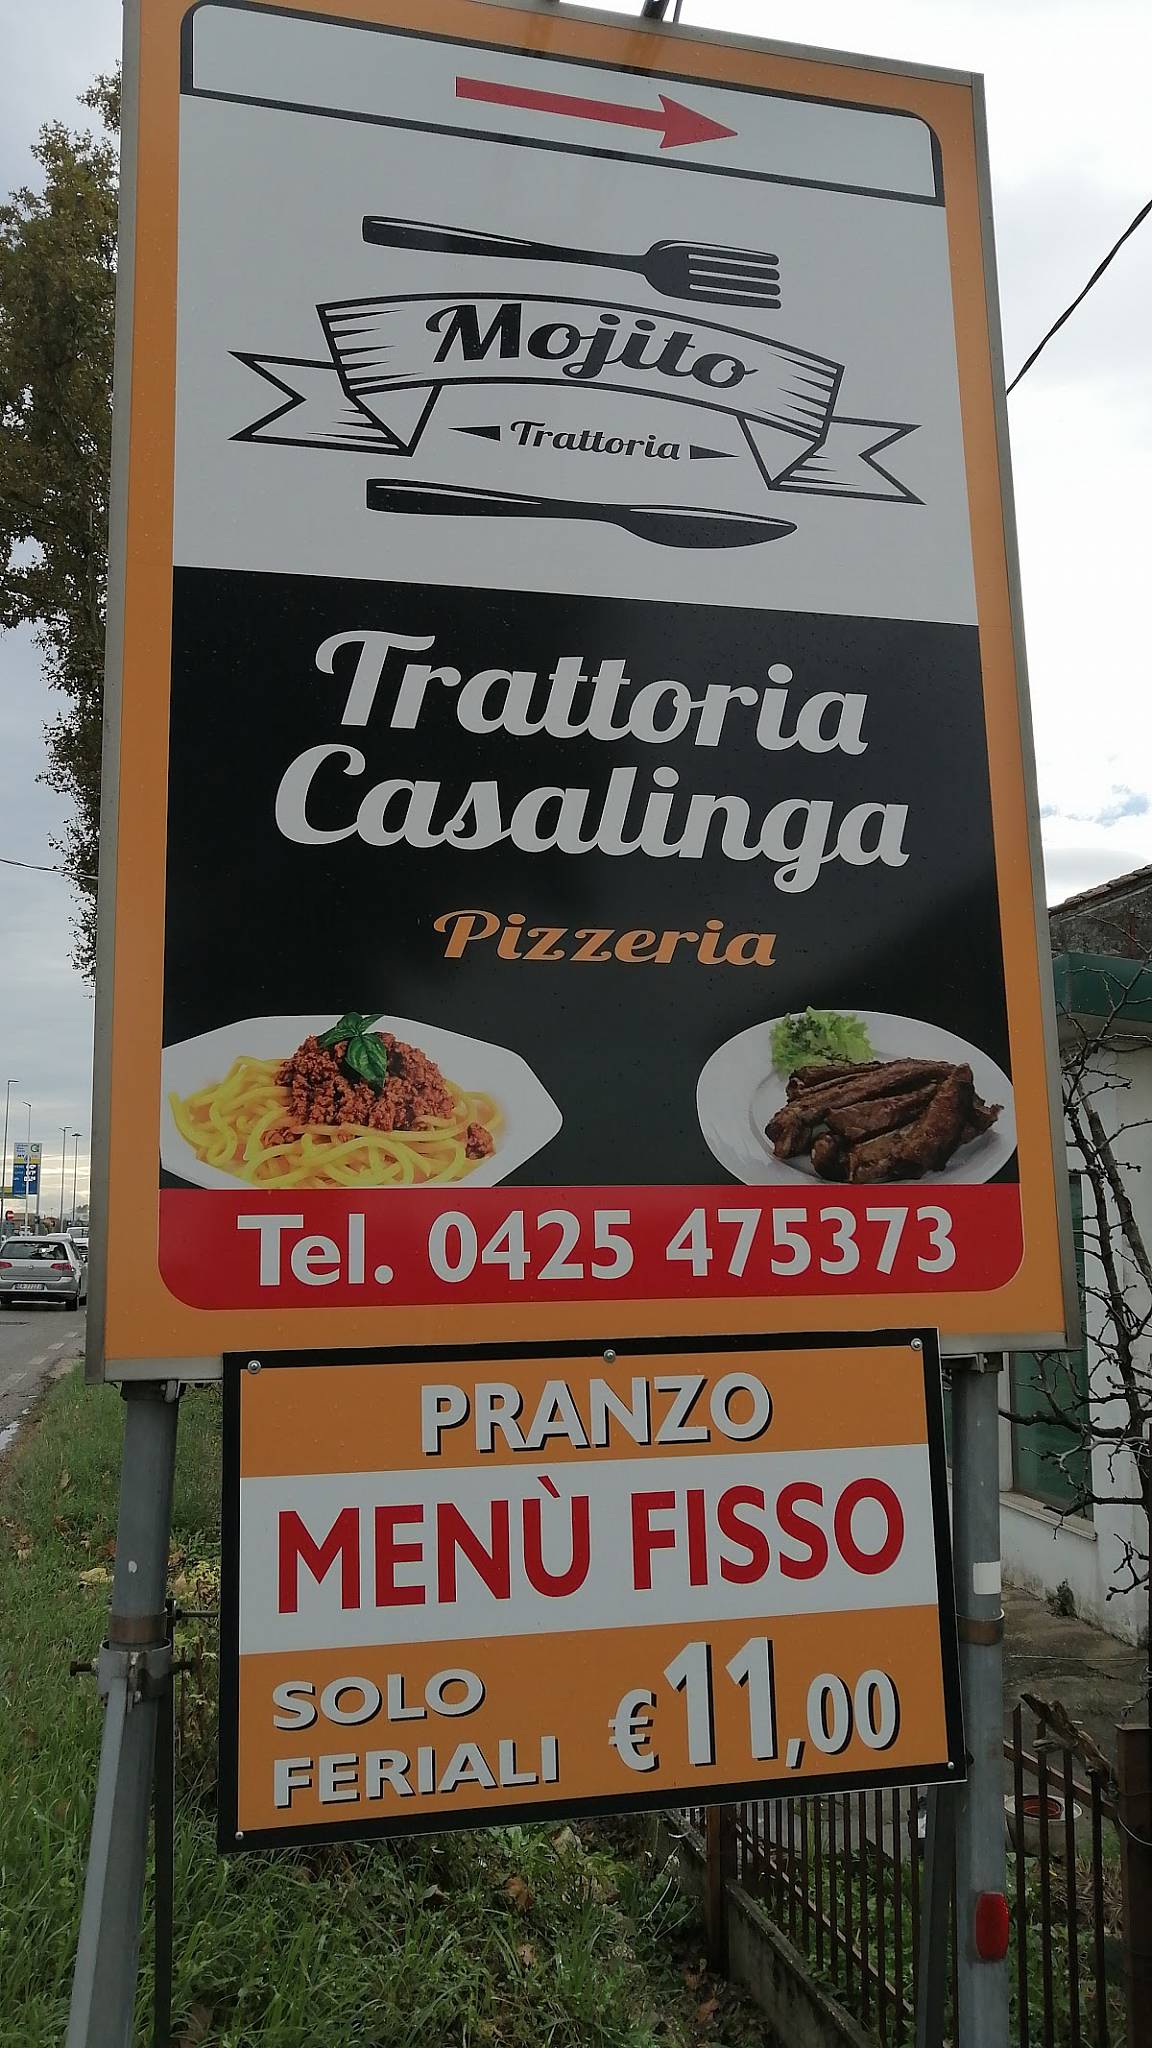 Mojito
Trattoria
Trattoria
Casalinga
Pizzeria
Tel. 0425 475373
PRANZO
MENÙ FISSO
SOLO
FERIALI €11,00